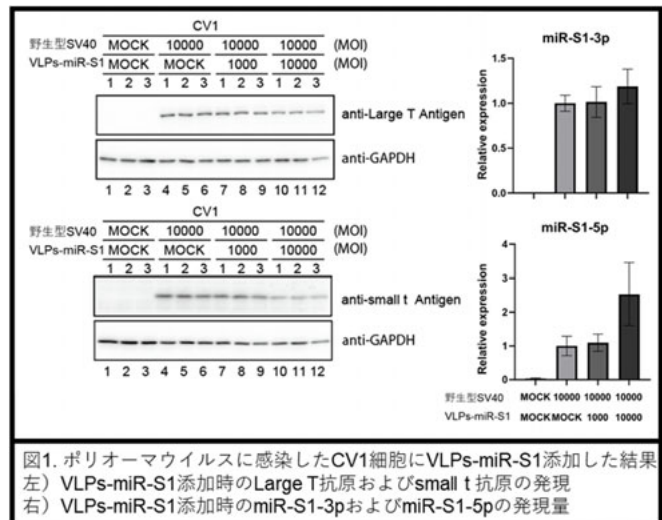 CV1
野生型SV40 MOCK 10000 10000 10000 (MOI)
VLPs-miR-S1 MOCK MOCK 1000 10000 (MOI)
1 2 3 1 2 3 1 2 3 1 2 3
anti-Large T Antigen
anti-GAPDH
1 2 3 4 5 6 7 8 9 10 11 12
CV1
野生型SV40 MOCK 10000 10000 10000 (MOI)
VLPs-miR-S1 MOCK MOCK 1000 10000 (MOI)
1 2 3 1 2 3 1 2 3 1 2 3
anti-small t Antigen
anti-GAPDH
1 2 3 4 5 6 7 8 9 10 11 12
miR-S1-3p
Relative expression
1.5
1.0
0.5
0.0
miR-S1-5p
Relative expression
4
3
2
1
0
野生型SV40 MOCK 10000 10000 10000
VLPs-miR-S1 MOCK MOCK 1000 10000
図1. ポリオーマウイルスに感染したCV1細胞にVLPs-miR-S1添加した結果
左）VLPs-miR-S1添加時のLarge T抗原およびsmall t 抗原の発現
右）VLPs-miR-S1添加時のmiR-S1-3pおよびmiR-S1-5pの発現量